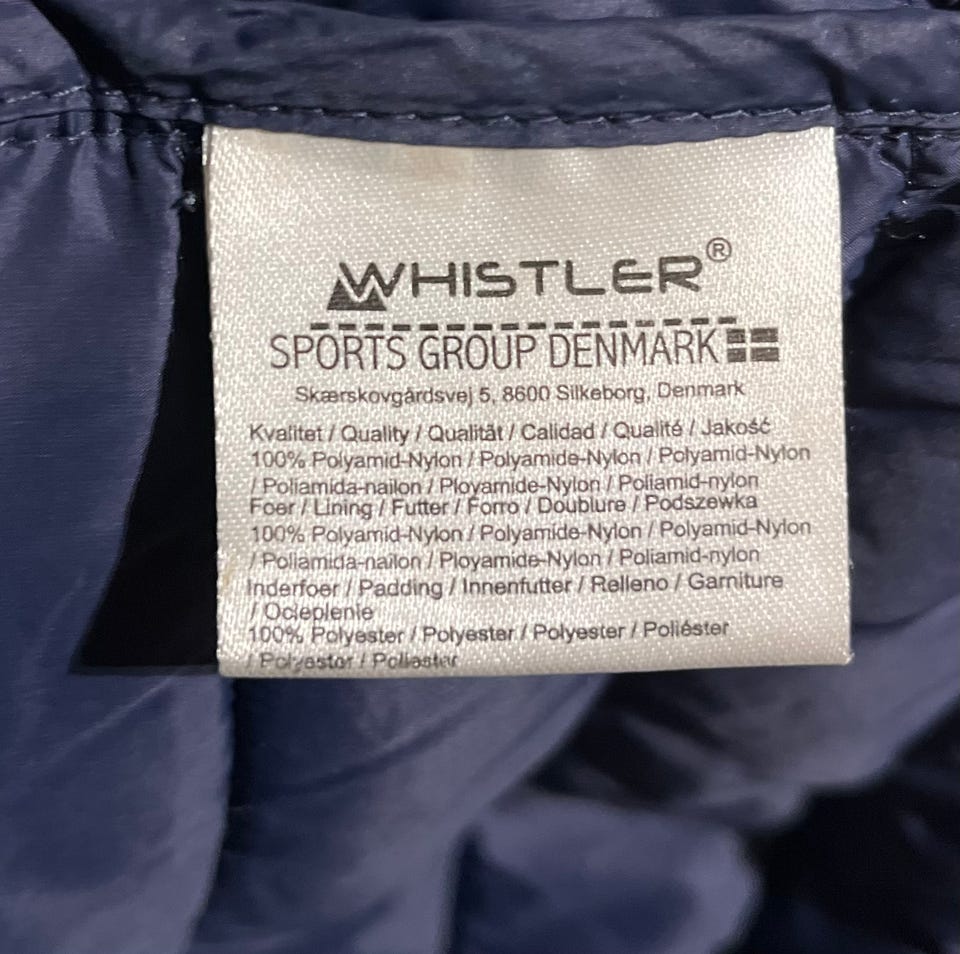 WHISTLER®
SPORTS GROUP DENMARK
Skærskovgårdsvej 5, 8600 Silkeborg, Denmark
Kvalitet / Quality / Qualität / Calidad / Qualité / Jakość
100% Polyamid-Nylon / Polyamide-Nylon / Polyamid-Nylon
/ Poliamida-nailon / Ployamide-Nylon / Poliamid-nylon
Foer / Lining / Futter / Forro / Doublure / Podszewka
100% Polyamid-Nylon / Polyamide-Nylon / Polyamid-Nylon
/ Poliamida-nailon / Ployamide-Nylon / Poliamid-nylon
Inderfoer / Padding / Innenfutter / Relleno / Garniture
/ Ocieplenie
100% Polyester / Polyester / Polyester / Poliéster
/ Polyester / Poliester